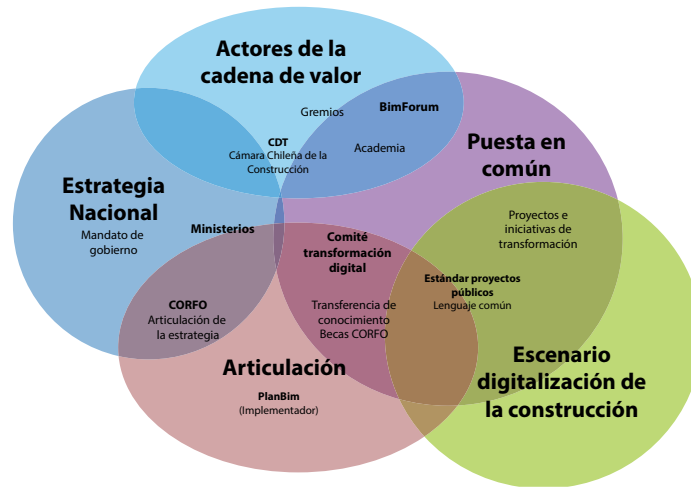 Actores de la
cadena de valor
Gremios
BimForum
CDT
Cámara Chileña de la
Construcción
Academia
Puesta en
común
Estrategia
Nacional
Mandato de
gobierno
Ministerios
Proyectos e
iniciativas de
transformación
Comité
transformación
digital
Estándar proyectos
públicos
Lenguaje común
CORFO
Articulación de
la estrategia
Transferencia de
conocimiento
Becas CORFO
Articulación
PlanBim
(Implementador)
Escenario
digitalización de
la construcción